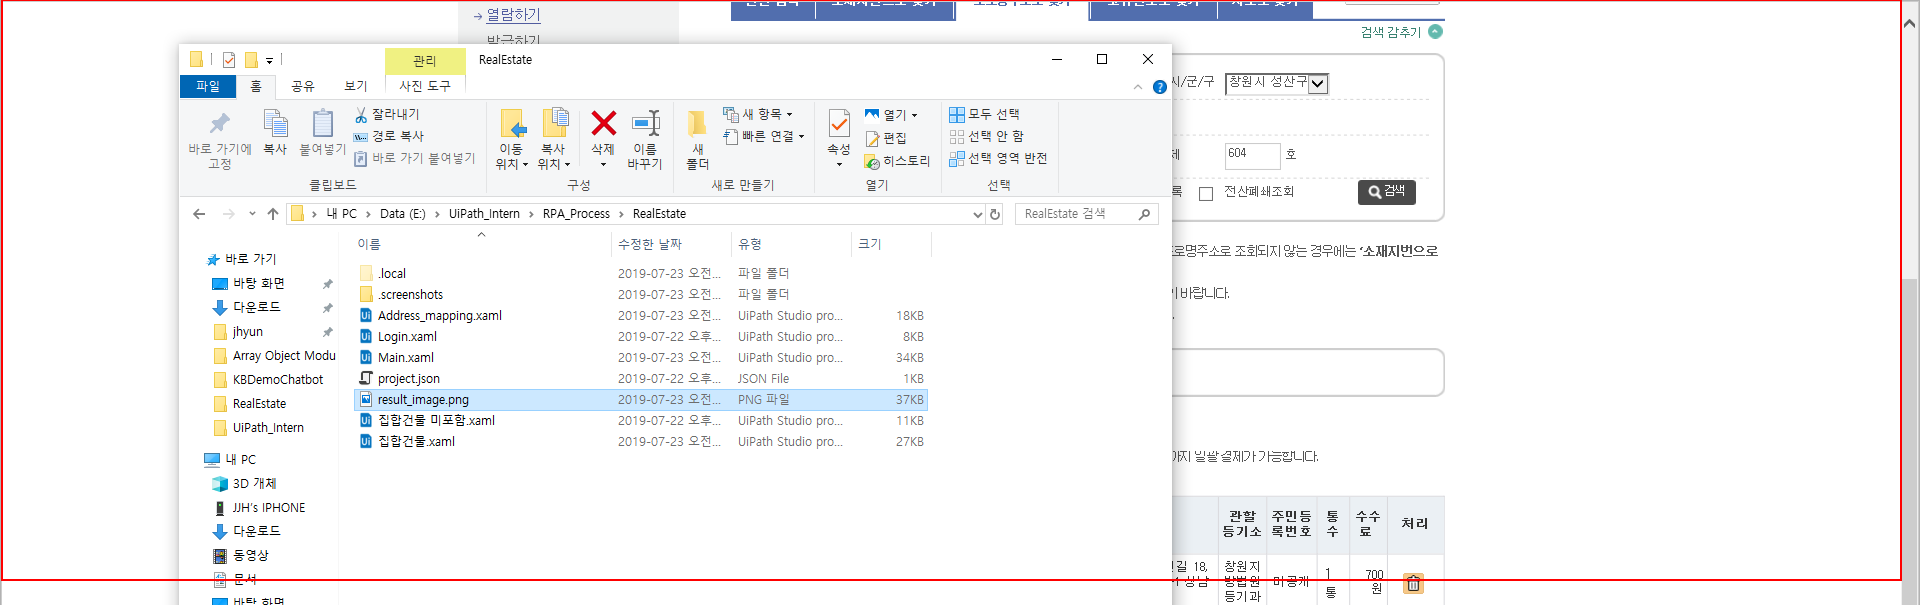 열람하기
발급하기
검색 감추기
관리
RealEstate
파일
홈
공유
보기
사진 도구
바로 가기에 고정
복사
붙여넣기
잘라내기
경로 복사
바로 가기 붙여넣기
클립보드
이동 위치
복사 위치
삭제
이름 바꾸기
구성
새 폴더
새 항목
빠른 연결
새로 만들기
속성
열기
편집
히스토리
열기
모두 선택
선택 안 함
선택 영역 반전
선택
내 PC > Data (E:) > UiPath_Intern > RPA_Process > RealEstate
RealEstate 검색
이름 수정한 날짜 유형 크기
.local 2019-07-23 오전... 파일 폴더
.screenshots 2019-07-23 오전... 파일 폴더
Address_mapping.xaml 2019-07-23 오전... UiPath Studio pro... 18KB
Login.xaml 2019-07-22 오후... UiPath Studio pro... 8KB
Main.xaml 2019-07-23 오전... UiPath Studio pro... 34KB
project.json 2019-07-22 오후... JSON File 1KB
result_image.png 2019-07-23 오전... PNG 파일 37KB
집합건물 미포함.xaml 2019-07-22 오후... UiPath Studio pro... 11KB
집합건물.xaml 2019-07-23 오전... UiPath Studio pro... 27KB
바로 가기
바탕 화면
다운로드
jhyun
Array Object Modu
KBDemoChatbot
RealEstate
UiPath_Intern
내 PC
3D 개체
JJH's IPHONE
다운로드
동영상
문서
바탕 화면
시/군/구 창원시 성산구
604 호
전산폐쇄조회
검색
로명주소로 조회되지 않는 경우에는 '소재지번으로
기 바랍니다.
까지 일괄 결제가 가능합니다.
관할 등기소
주민등록번호
통수
수수료
처리
길 18,
상남
창원지방법원 등기과
미공개
1 통
700 원